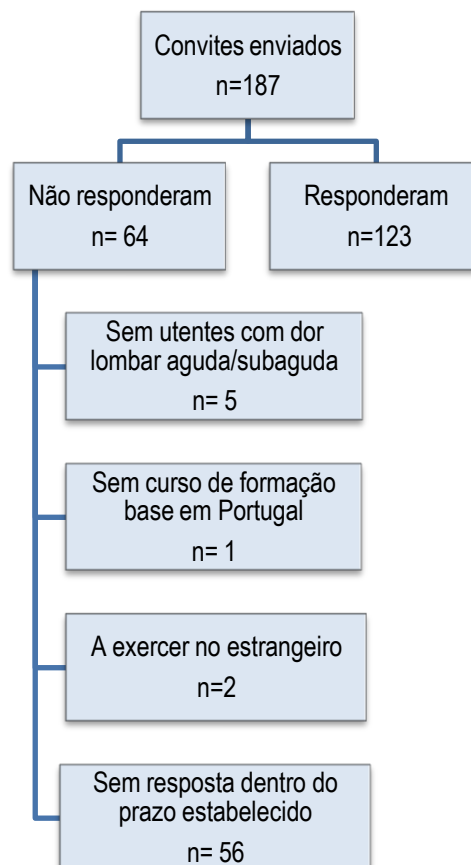 Convites enviados
n=187
Não responderam
n= 64
Responderam
n=123
Sem utentes com dor
lombar aguda/subaguda
n= 5
Sem curso de formação
base em Portugal
n= 1
A exercer no estrangeiro
n=2
Sem resposta dentro do
prazo estabelecido
n= 56